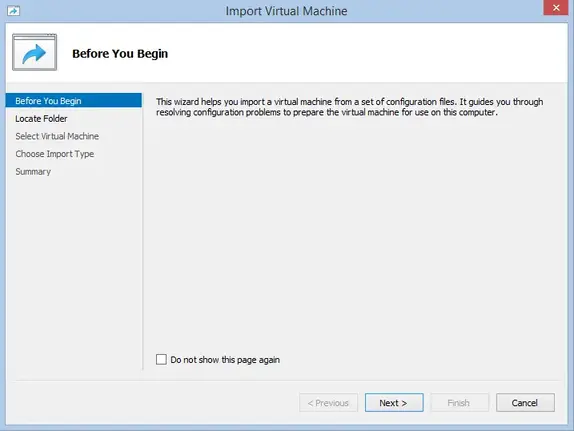 Import Virtual Machine
Before You Begin
Before You Begin
Locate Folder
Select Virtual Machine
Choose Import Type
Summary
This wizard helps you import a virtual machine from a set of configuration files. It guides you through
resolving configuration problems to prepare the virtual machine for use on this computer.
Do not show this page again
< Previous
Next >
Finish
Cancel